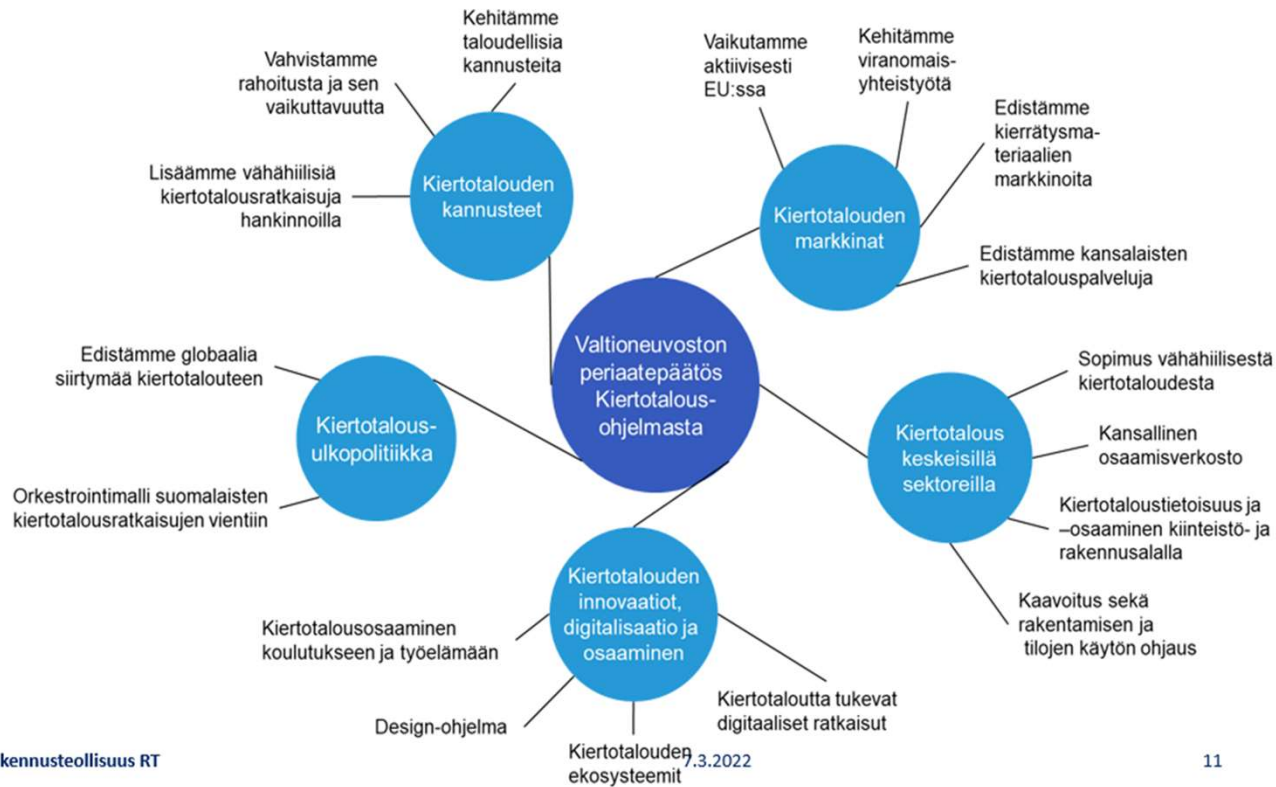 Kehitämme
taloudellisia
kannusteita
Vahvistamme
rahoitusta ja sen
vaikuttavuutta
Lisäämme vähähiilisiä
kiertotalousratkaisuja
hankinnoilla
Kiertotalouden
kannusteet
Vaikutamme
aktiivisesti
EU:ssa
Kehitämme
viranomais-
yhteistyötä
Edistämme
kierrätysma-
teriaalien
markkinoita
Kiertotalouden
markkinat
Edistämme kansalaisten
kiertotalouspalveluja
Valtioneuvoston
periaatepäätös
Kiertotalous-
ohjelmasta
Edistämme globaalia
siirtymää kiertotalouteen
Kiertotalous-
ulkopolitiikka
Orkestrointimalli suomalaisten
kiertotalousratkaisujen vientiin
Sopimus vähähiilisestä
kiertotaloudesta
Kiertotalous
keskeisillä
sektoreilla
Kansallinen
osaamisverkosto
Kiertotaloustietoisuus ja
–osaaminen kiinteistö- ja
rakennusalalla
Kaavoitus sekä
rakentamisen ja
tilojen käytön ohjaus
Kiertotalouden
innovaatiot,
digitalisaatio ja
osaaminen
Kiertotalousosaaminen
koulutukseen ja työelämään
Design-ohjelma
Kiertotalouden
ekosysteemit
Kiertotaloutta tukevat
digitaaliset ratkaisut
kennusteollisuus RT
7.3.2022
11